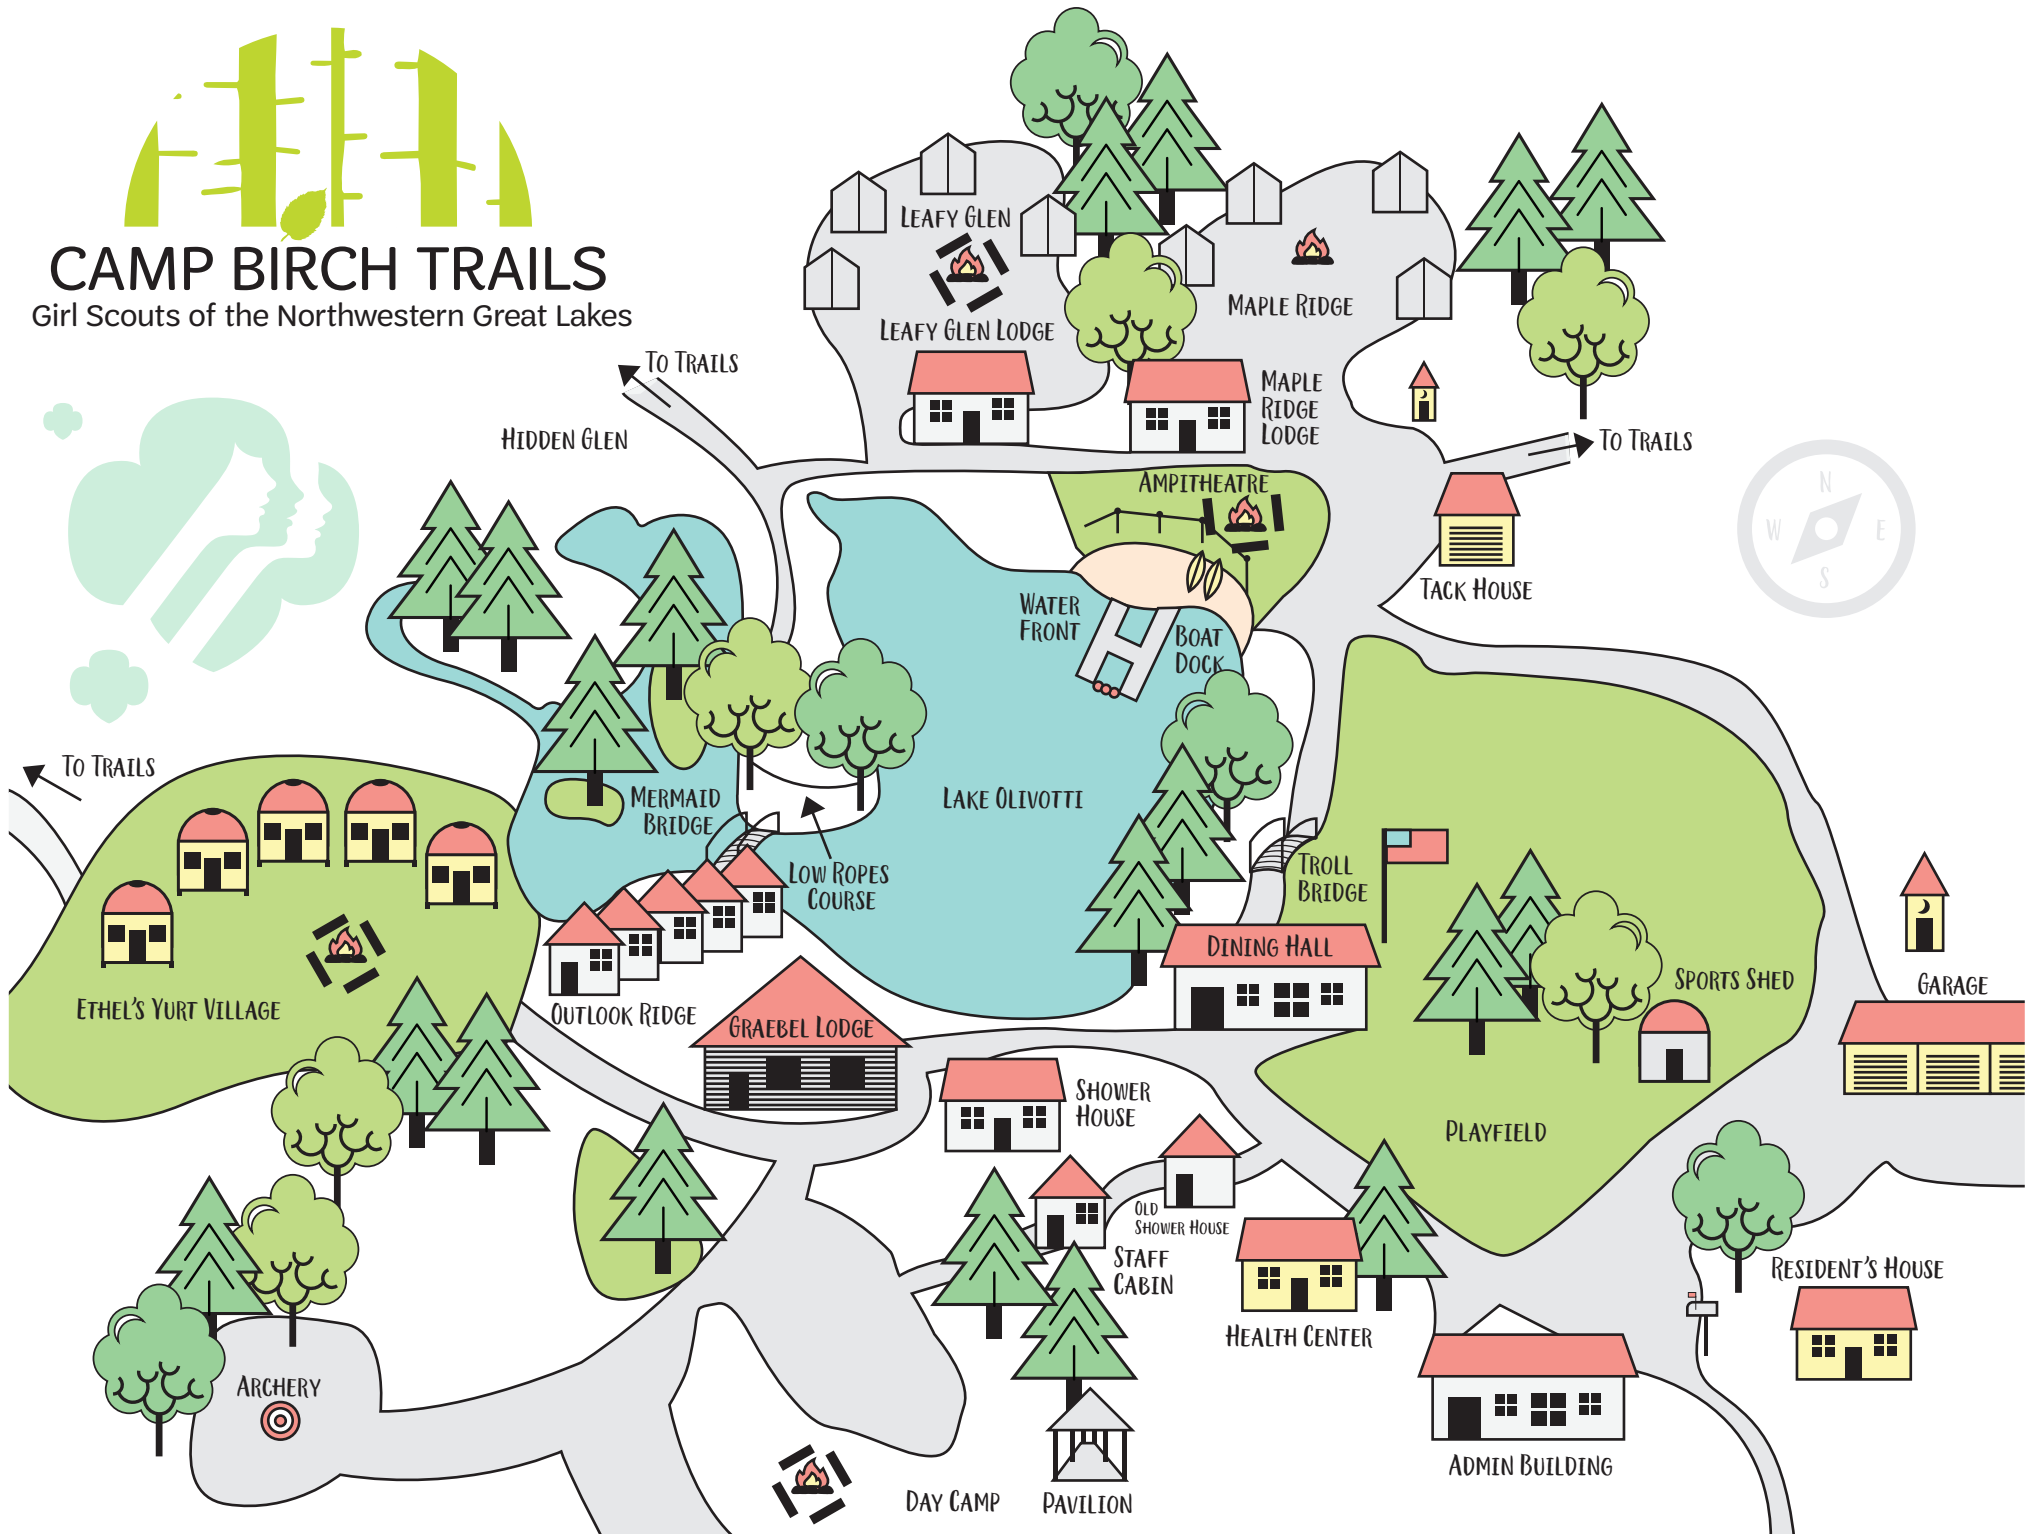 CAMP BIRCH TRAILS
Girl Scouts of the Northwestern Great Lakes
LEAFY GLEN
LEAFY GLEN LODGE
MAPLE RIDGE
MAPLE
RIDGE
LODGE
TO TRAILS
HIDDEN GLEN
TO TRAILS
AMPITHEATRE
N
W
E
S
TACK HOUSE
WATER
FRONT
BOAT
DOCK
TO TRAILS
MERMAID
BRIDGE
LAKE OLIVOTTI
LOW ROPES
COURSE
TROLL
BRIDGE
DINING HALL
SPORTS SHED
GARAGE
ETHEL'S YURT VILLAGE
OUTLOOK RIDGE
GRAEBEL LODGE
SHOWER
HOUSE
PLAYFIELD
OLD
SHOWER HOUSE
STAFF
CABIN
RESIDENT'S HOUSE
HEALTH CENTER
ARCHERY
ADMIN BUILDING
DAY CAMP
PAVILION